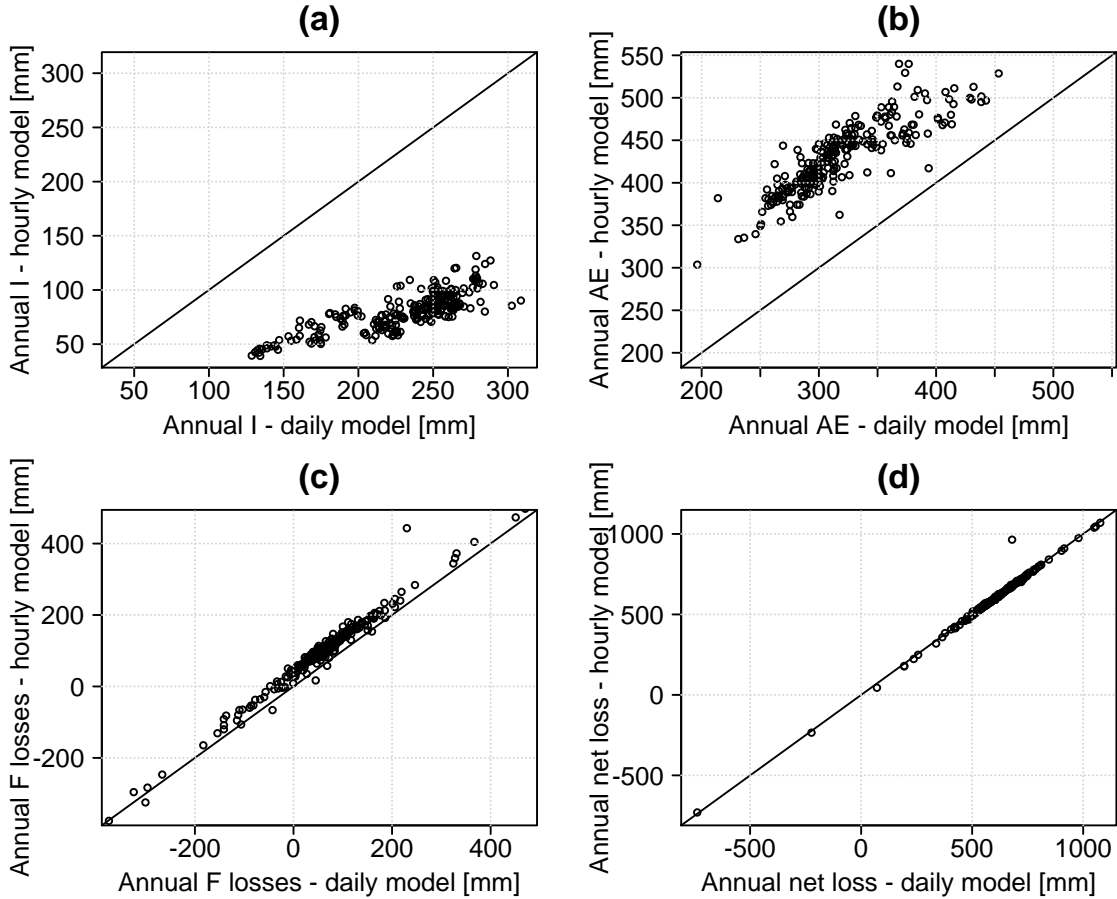 (a)
Annual I - hourly model [mm]
300
250
200
150
100
50
50 100 150 200 250 300
Annual I - daily model [mm]
(b)
Annual AE - hourly model [mm]
550
500
450
400
350
300
250
200
200 300 400 500
Annual AE - daily model [mm]
(c)
Annual F losses - hourly model [mm]
400
200
0
-200
-200 0 200 400
Annual F losses - daily model [mm]
(d)
Annual net loss - hourly model [mm]
1000
500
0
-500
-500 0 500 1000
Annual net loss - daily model [mm]